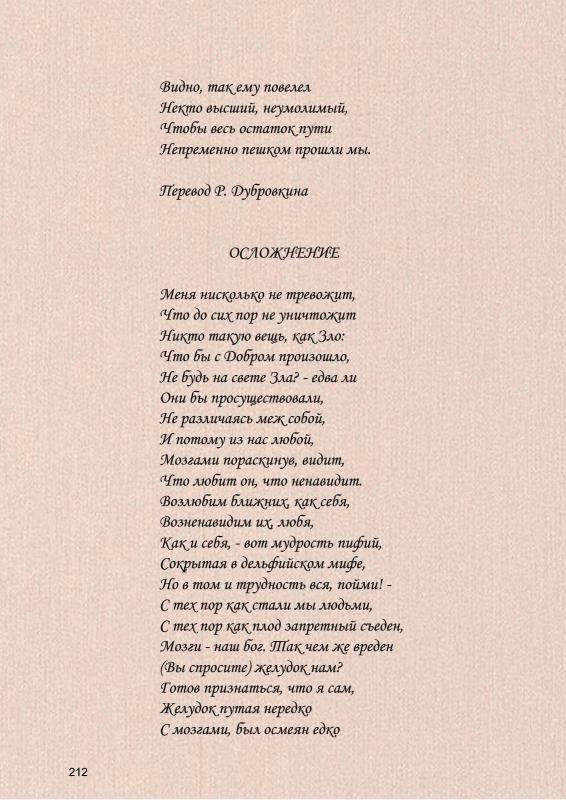 Видно, так ему повелел
Некто высший, неумолимый,
Чтобы весь остаток пути
Непременно пешком прошли мы.
Перевод Р. Дубровкина
ОСЛОЖНЕНИЕ
Меня нисколько не тревожит,
Что до сих пор не уничтожит
Никто такую вещь, как Зло:
Что бы с Добром произошло,
Не будь на свете Зла? - едва ли
Они бы просуществовали,
Не различаясь меж собой,
И потому из нас любой,
Мозгами пораскинув, видит,
Что любит он, что ненавидит.
Возлюбим ближних, как себя,
Возненавидим их, любя,
Как и себя, - вот мудрость пифий,
Сокрытая в дельфийском мифе,
Но в том и трудность вся, пойми! -
С тех пор как стали мы людьми,
С тех пор как плод запретный съеден,
Мозги - наш бог. Так чем же вреден
(Вы спросите) желудок нам?
Готов признаться, что я сам,
Желудок путая нередко
С мозгами, был осмеян едко
212